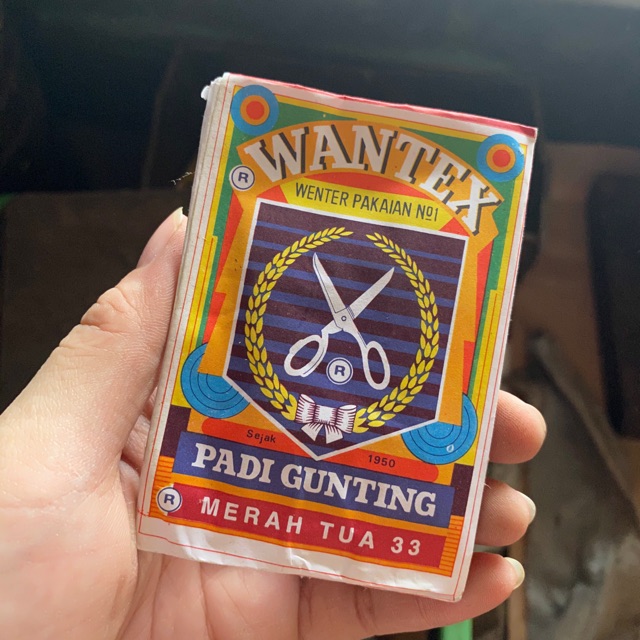 WANTEX
®
WENTER PAKAIAN №1
®
Sejak 1950
PADI GUNTING
®
MERAH TUA 33